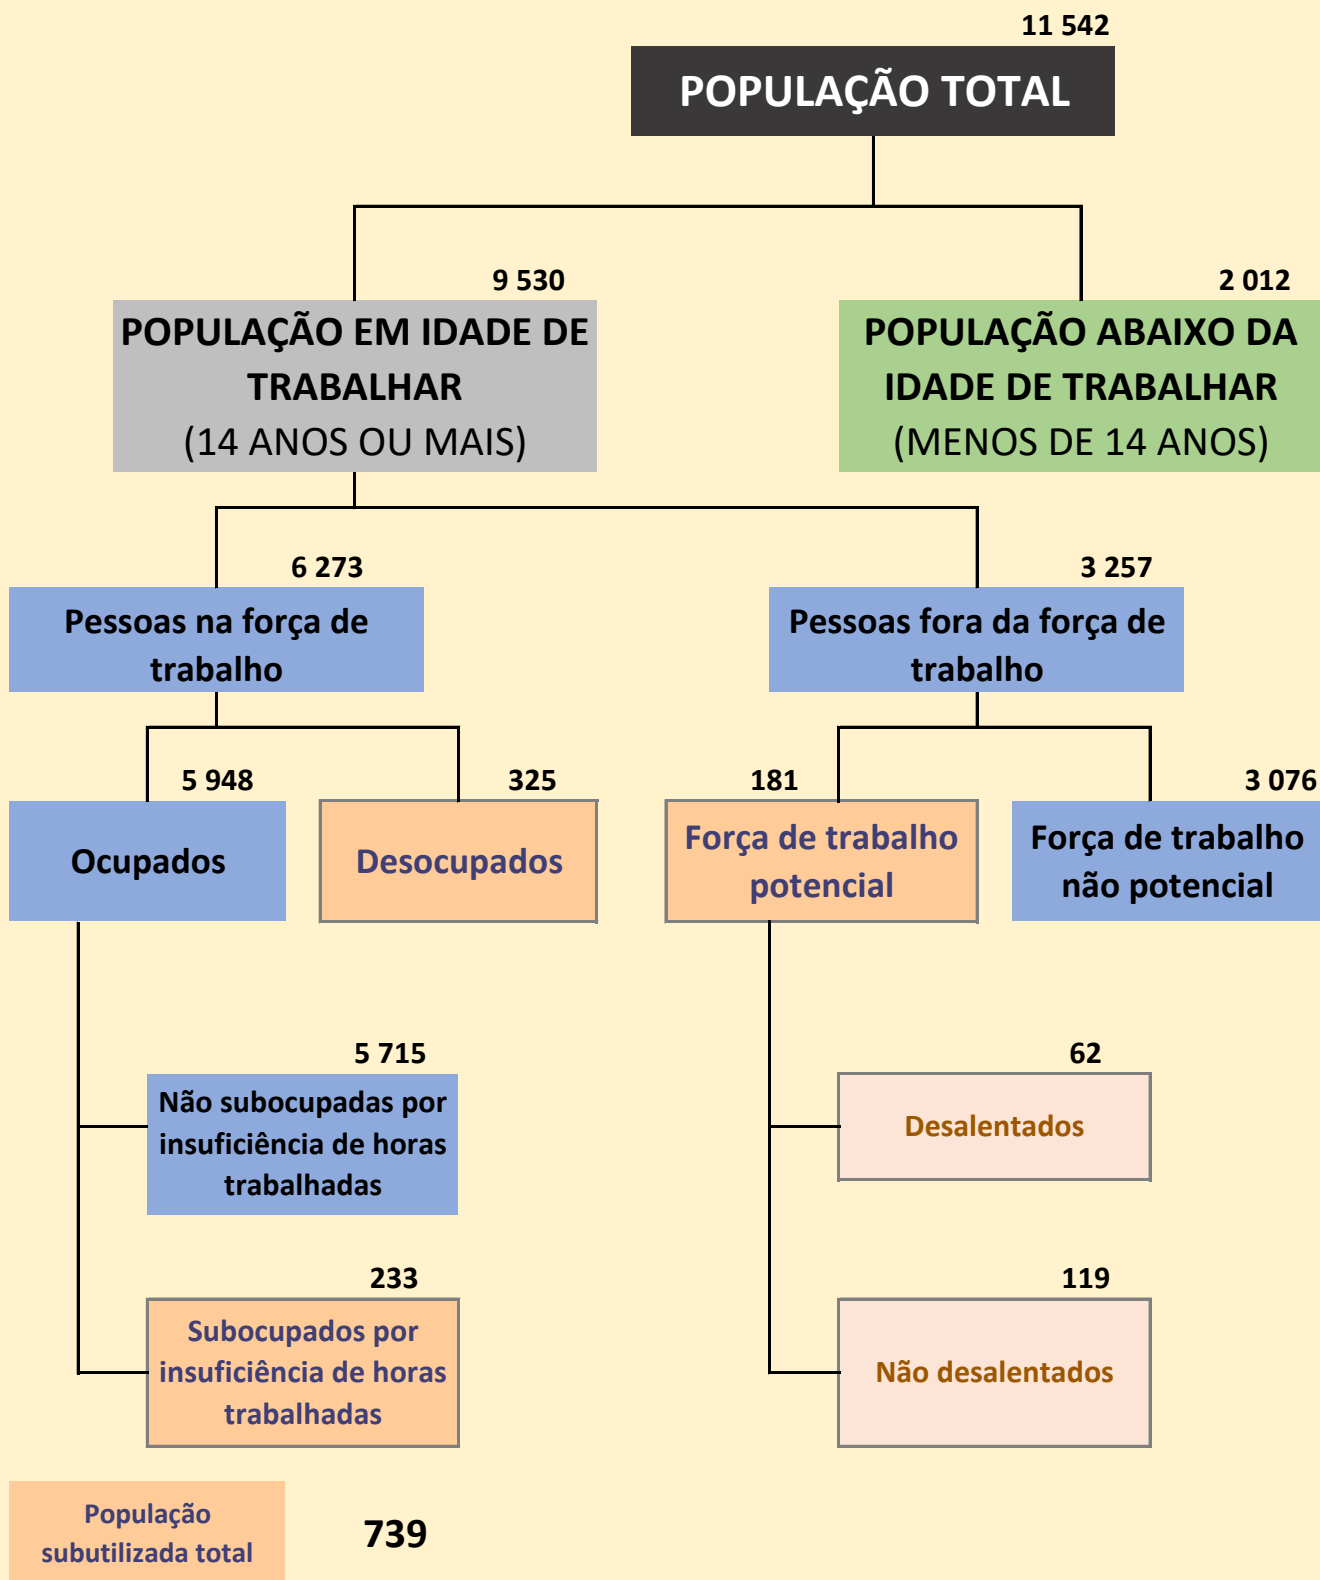 11 542
POPULAÇÃO TOTAL
9 530
POPULAÇÃO EM IDADE DE
TRABALHAR
(14 ANOS OU MAIS)
2 012
POPULAÇÃO ABAIXO DA
IDADE DE TRABALHAR
(MENOS DE 14 ANOS)
6 273
Pessoas na força de
trabalho
3 257
Pessoas fora da força de
trabalho
5 948
Ocupados
325
Desocupados
181
Força de trabalho
potencial
3 076
Força de trabalho
não potencial
5 715
Não subocupadas por
insuficiência de horas
trabalhadas
62
Desalentados
233
Subocupados por
insuficiência de horas
trabalhadas
119
Não desalentados
População
subutilizada total
739